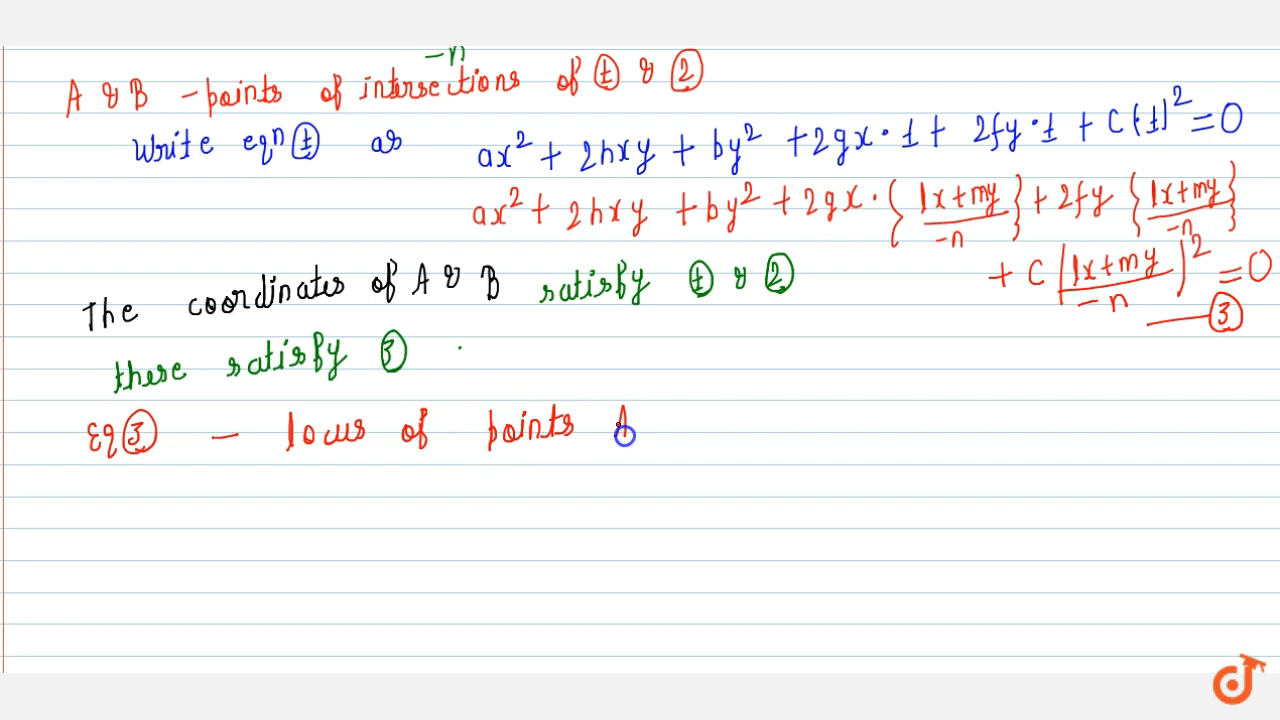 -n
A & B - points of intersections of ① & ②
Write eqn ① as ax² + 2hxy + by² + 2gx·1 + 2fy·1 + C(1)² = 0
ax² + 2hxy + by² + 2gx·{lx+my/-n} + 2fy{lx+my/-n}
+ C(lx+my/-n)² = 0
The coordinates of A & B satisfy ① & ②
③
these satisfy ③
Eq③ - locus of points A